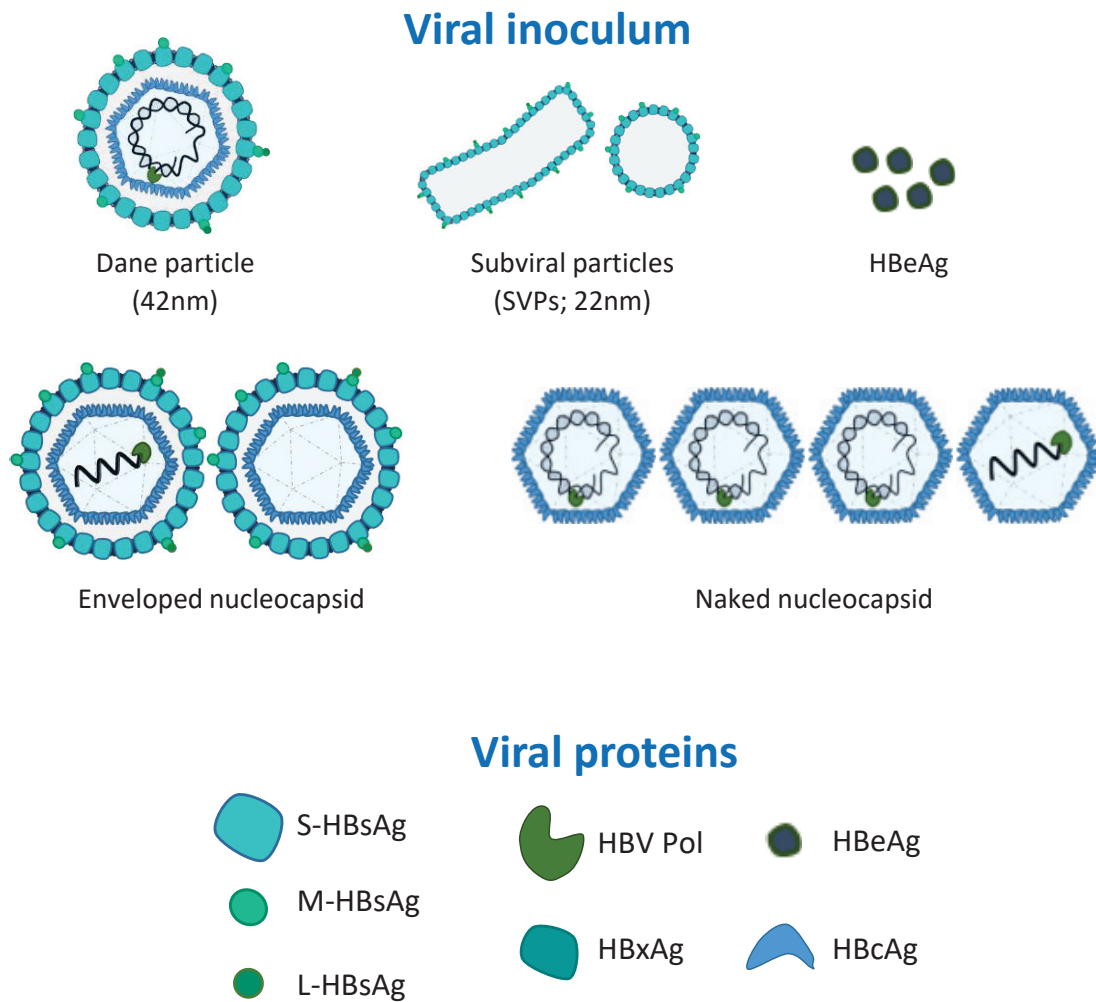 Viral inoculum
Dane particle
(42nm)
Subviral particles
(SVPs; 22nm)
HBeAg
Enveloped nucleocapsid
Naked nucleocapsid
Viral proteins
S-HBsAg
HBV Pol
HBeAg
M-HBsAg
HBxAg
HBcAg
L-HBsAg